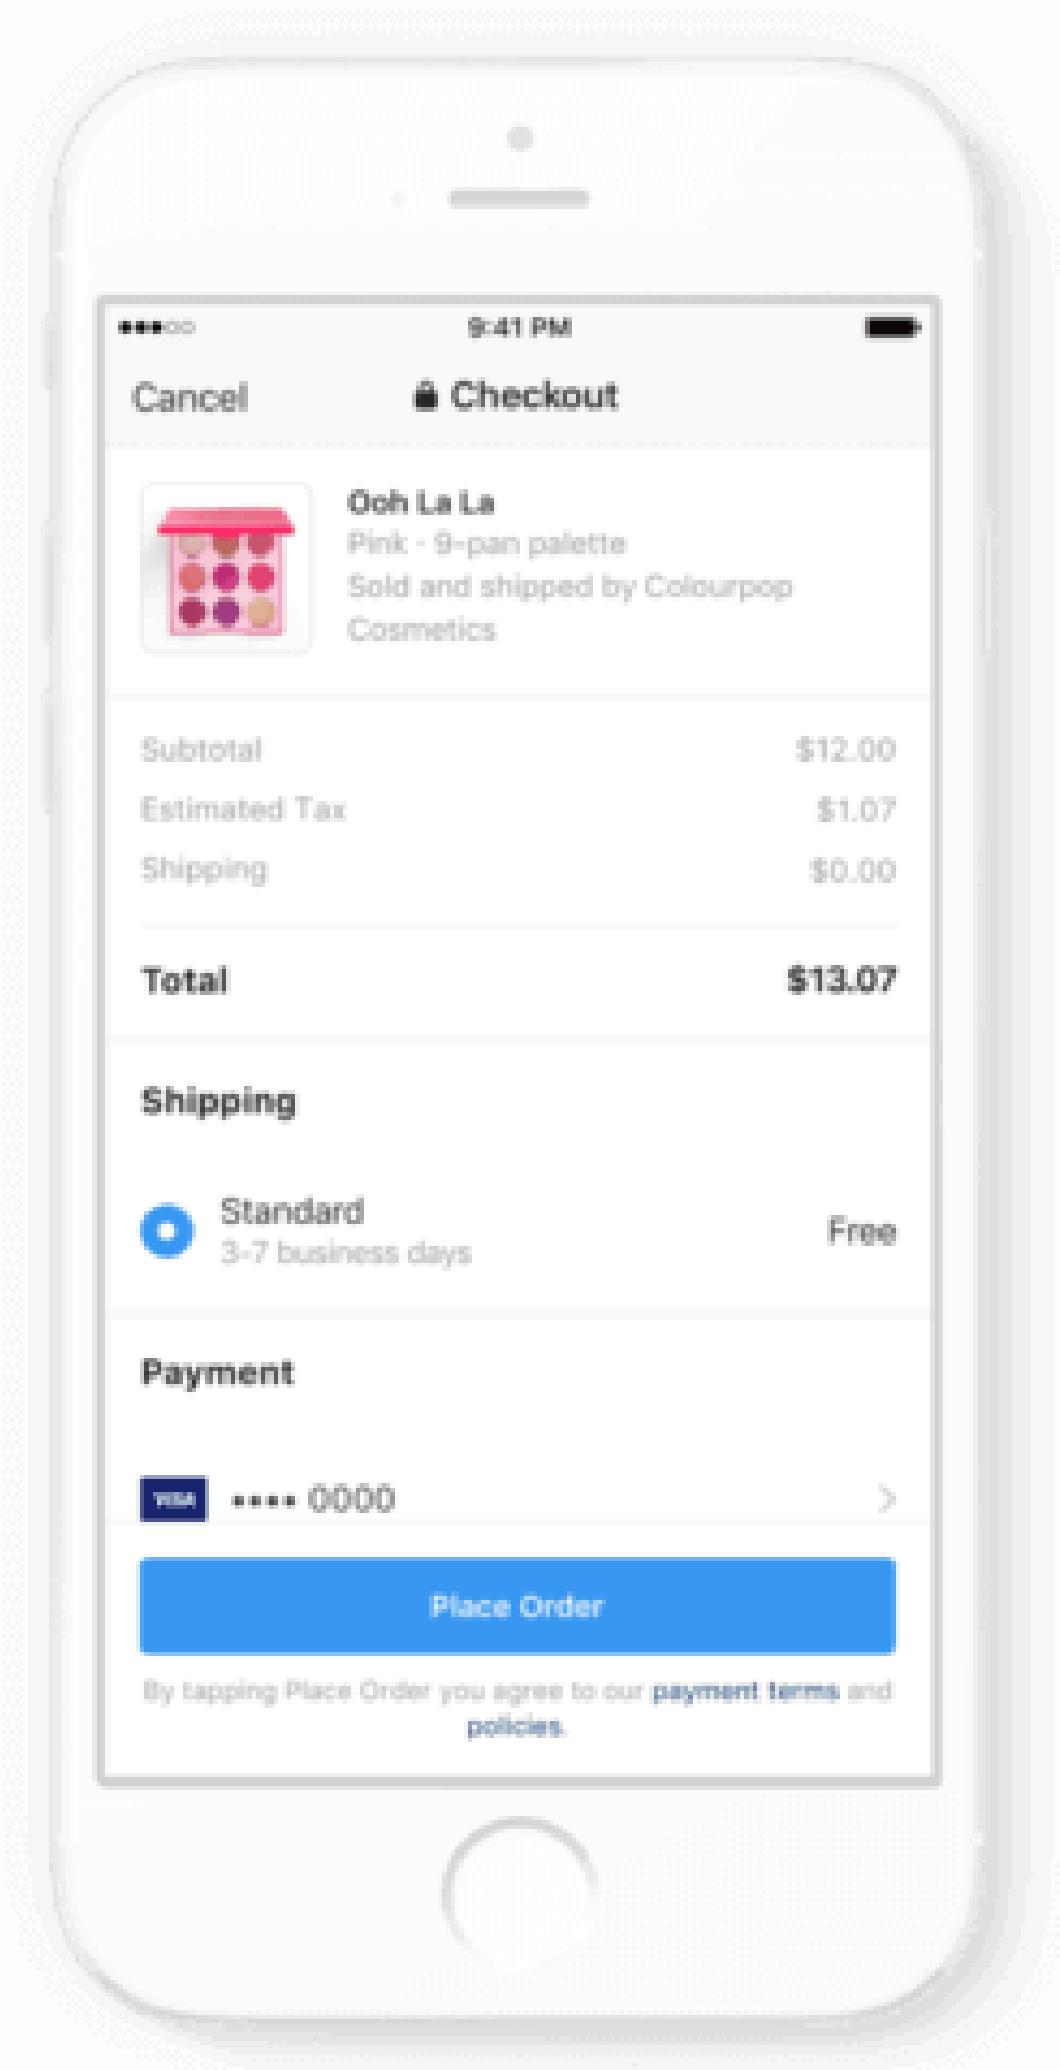 9:41 PM
Cancel
Checkout
Ooh La La
Pink · 9-pan palette
Sold and shipped by Colourpop
Cosmetics
Subtotal $12.00
Estimated Tax $1.07
Shipping $0.00
Total $13.07
Shipping
Standard
3-7 business days
Free
Payment
VISA •••• 0000
Place Order
By tapping Place Order you agree to our payment terms and
policies.